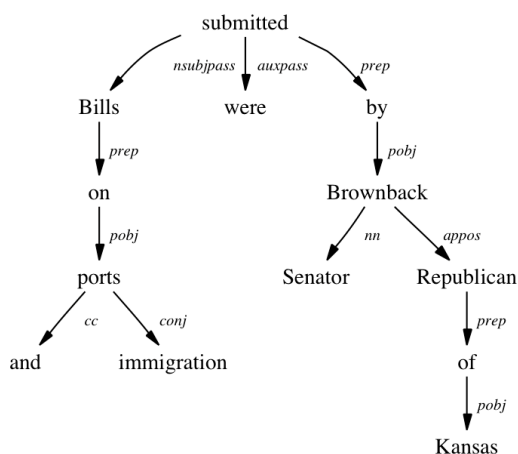 submitted
nsubjpass auxpass prep
Bills were by
prep pobj
on Brownback
pobj nn appos
ports Senator Republican
cc conj prep
and immigration of
pobj
Kansas